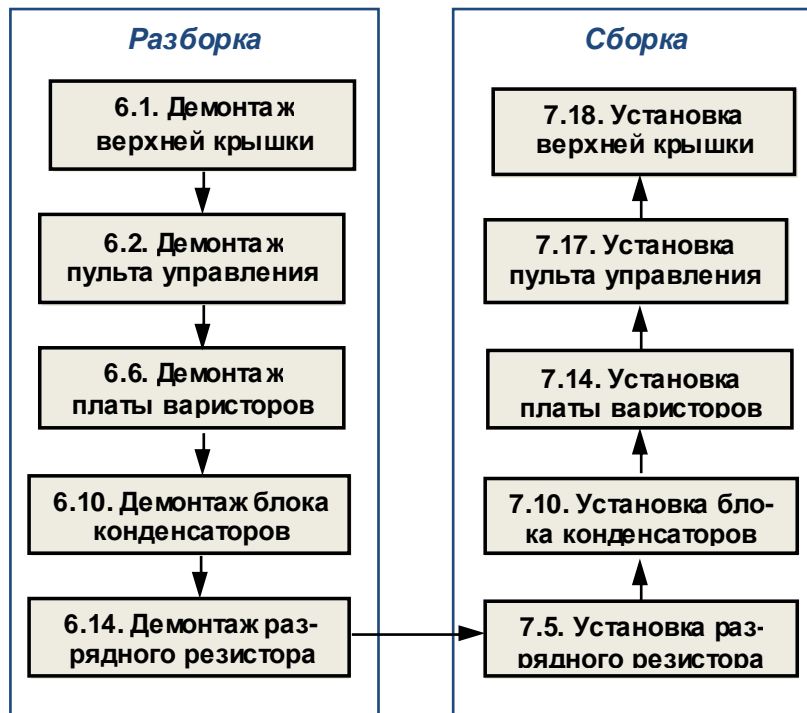 Разборка
6.1. Демонтаж
верхней крышки
6.2. Демонтаж
пульта управления
6.6. Демонтаж
платы варисторов
6.10. Демонтаж блока
конденсаторов
6.14. Демонтаж раз-
рядного резистора
Сборка
7.18. Установка
верхней крышки
7.17. Установка
пульта управления
7.14. Установка
платы варисторов
7.10. Установка бло-
ка конденсаторов
7.5. Установка раз-
рядного резистора